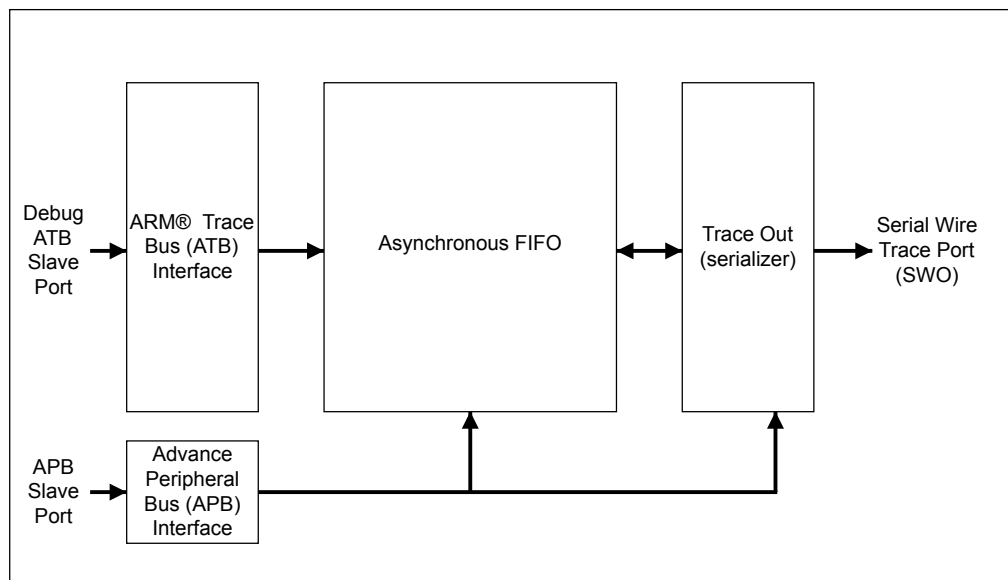 Debug
ATB
Slave
Port
ARM® Trace
Bus (ATB)
Interface
Asynchronous FIFO
Trace Out
(serializer)
Serial Wire
Trace Port
(SWO)
APB
Slave
Port
Advance
Peripheral
Bus (APB)
Interface